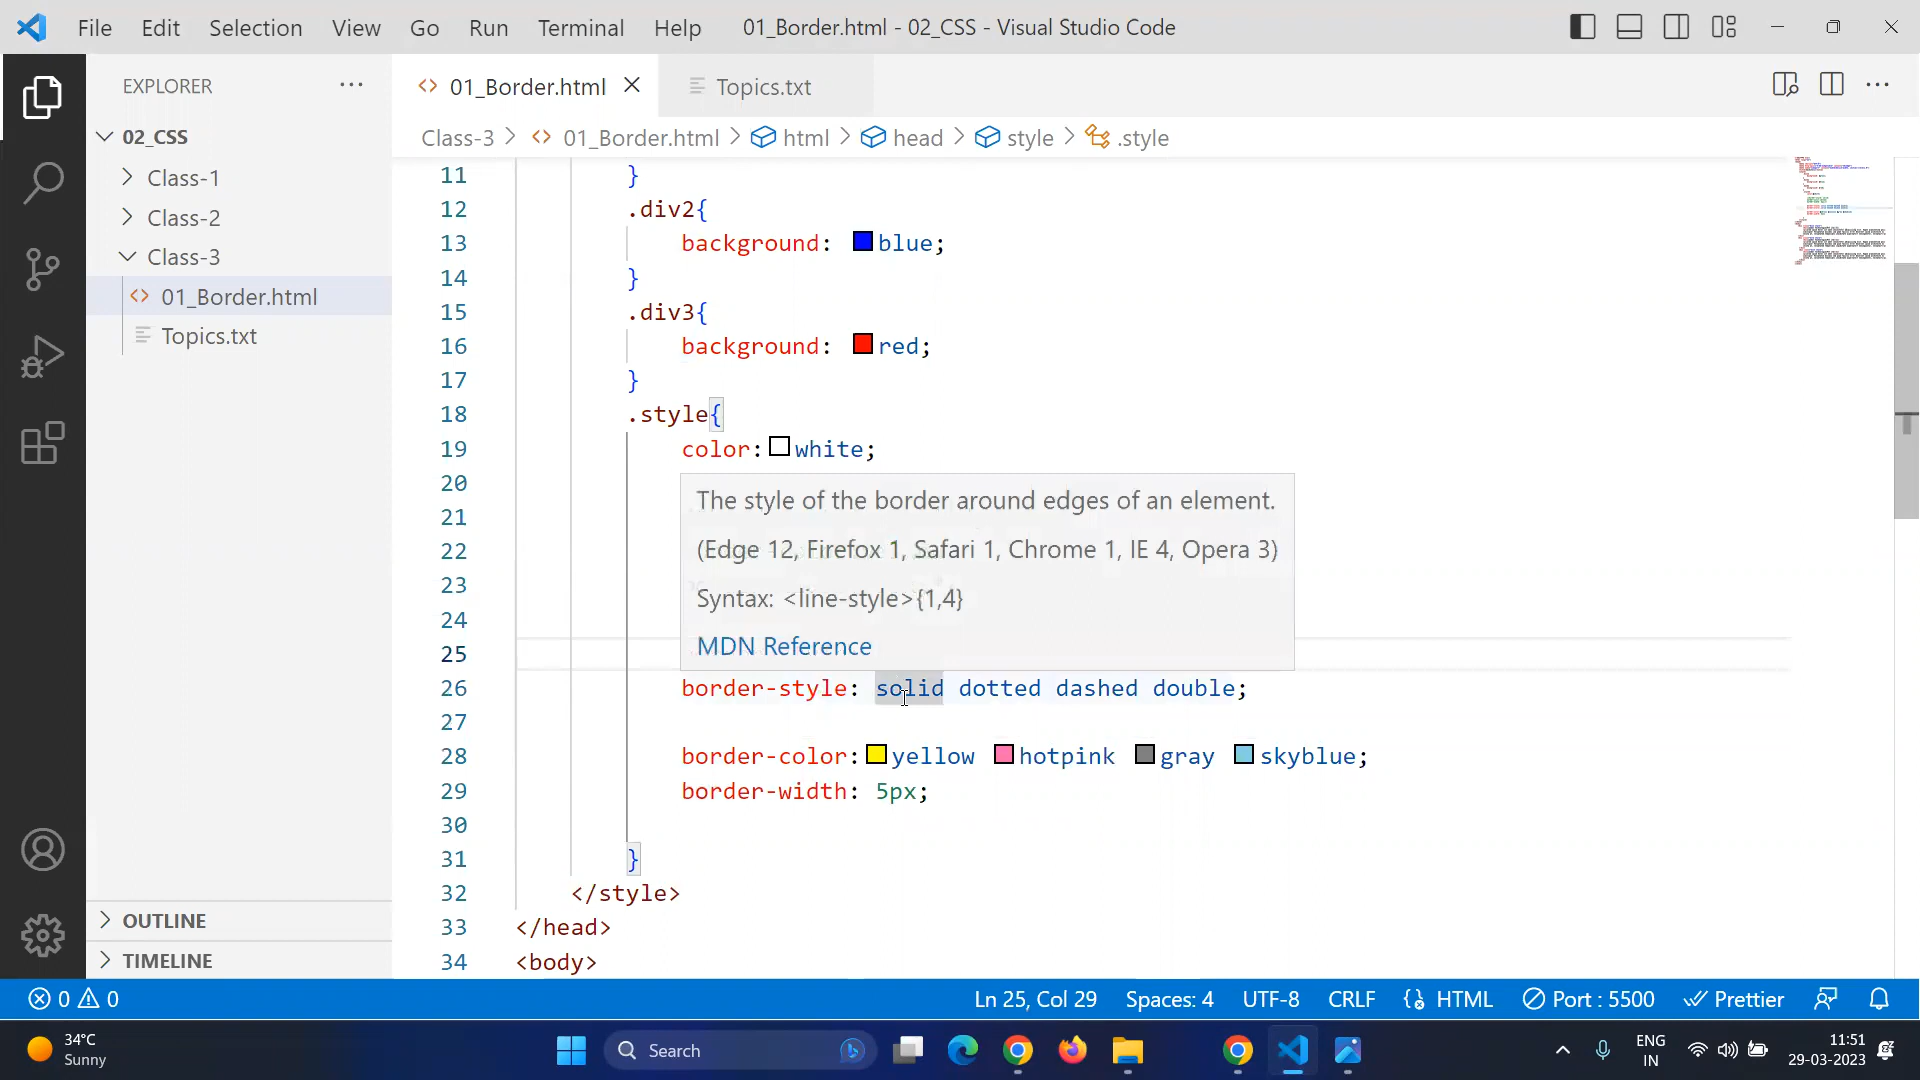 File Edit Selection View Go Run Terminal Help 01_Border.html - 02_CSS - Visual Studio Code
EXPLORER
02_CSS
Class-1
Class-2
Class-3
01_Border.html
Topics.txt
OUTLINE
TIMELINE
01_Border.html Topics.txt
Class-3 > 01_Border.html > html > head > style > .style
11 }
12 .div2{
13 background: blue;
14 }
15 .div3{
16 background: red;
17 }
18 .style{
19 color: white;
20
21
22
23
24
25
The style of the border around edges of an element.
(Edge 12, Firefox 1, Safari 1, Chrome 1, IE 4, Opera 3)
Syntax: <line-style>{1,4}
MDN Reference
26 border-style: solid dotted dashed double;
27
28 border-color: yellow hotpink gray skyblue;
29 border-width: 5px;
30
31 }
32 </style>
33 </head>
34 <body>
0 0 Ln 25, Col 29 Spaces: 4 UTF-8 CRLF HTML Port : 5500 Prettier
34°C
Sunny
Search
ENG
IN
11:51
29-03-2023